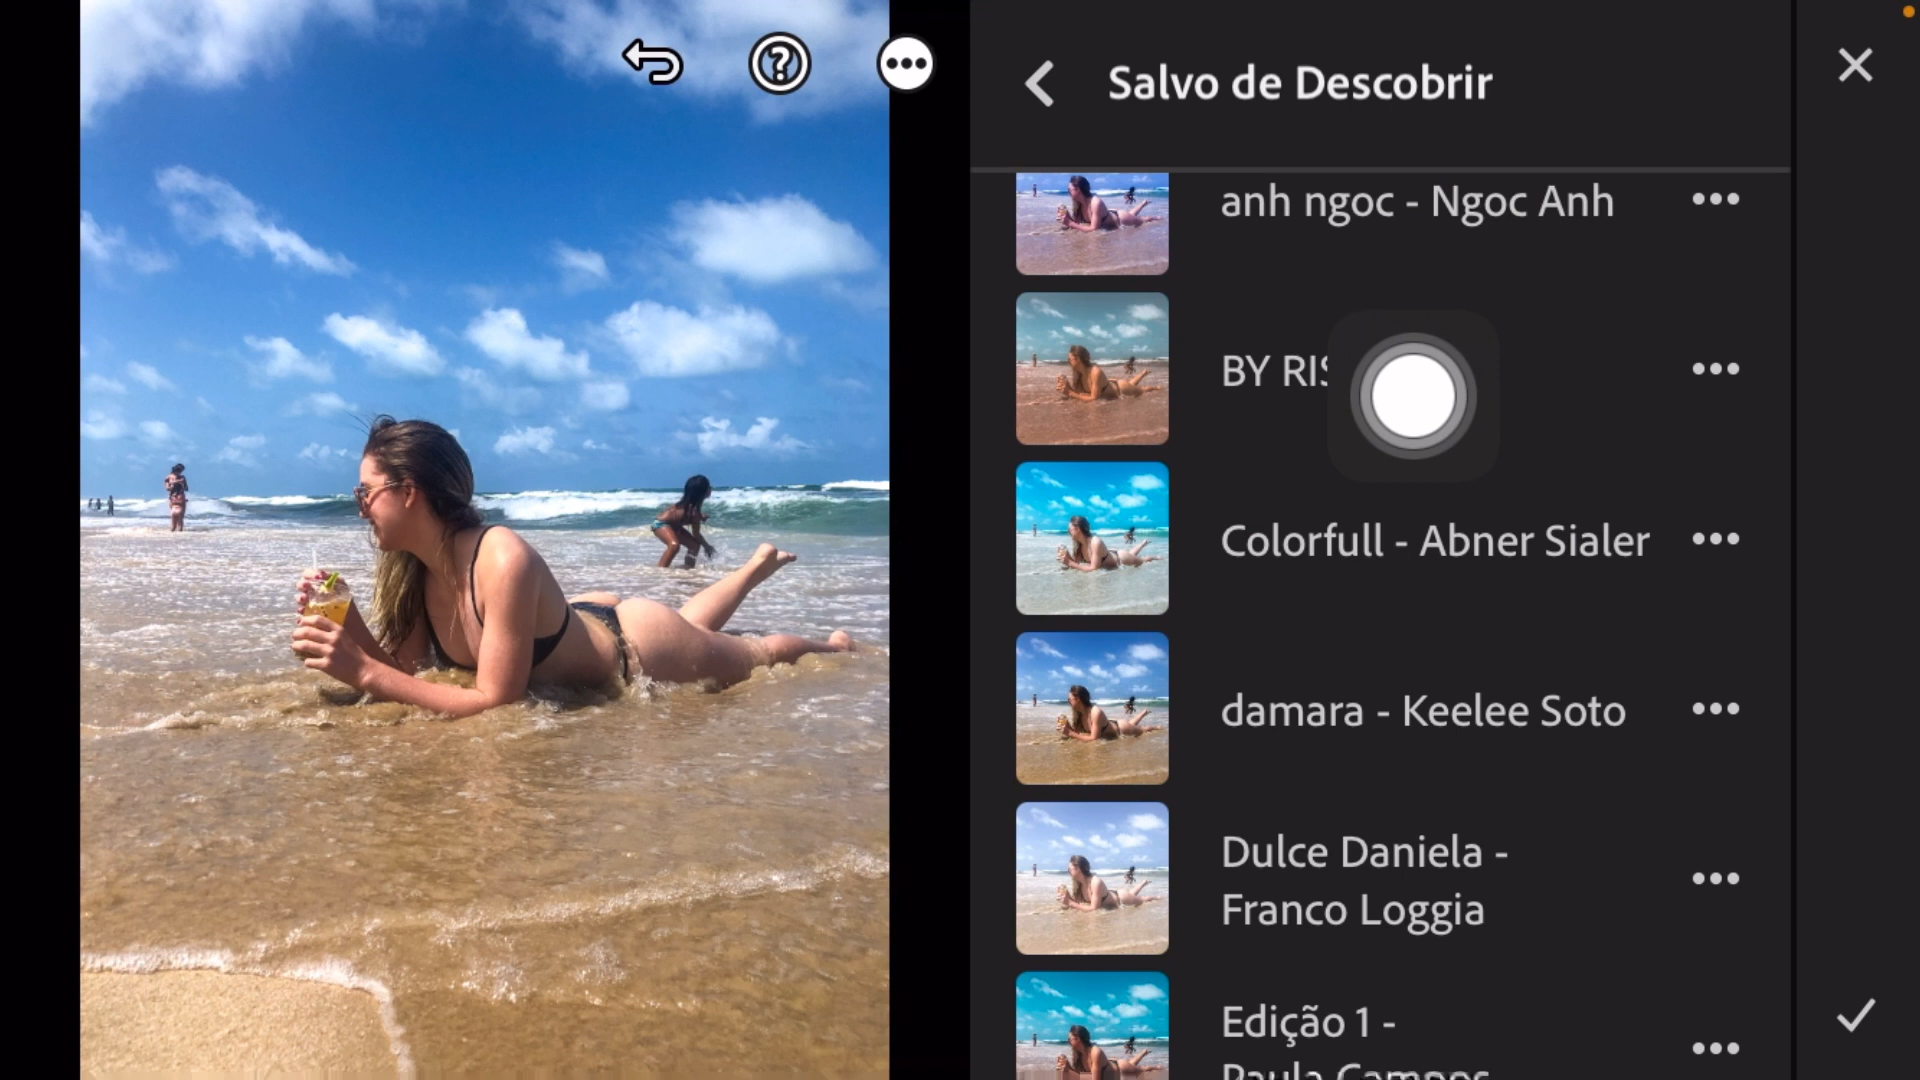 Salvo de Descobrir
anh ngoc - Ngoc Anh
BY RIS
Colorfull - Abner Sialer
damara - Keelee Soto
Dulce Daniela -
Franco Loggia
Edição 1 -
Paula